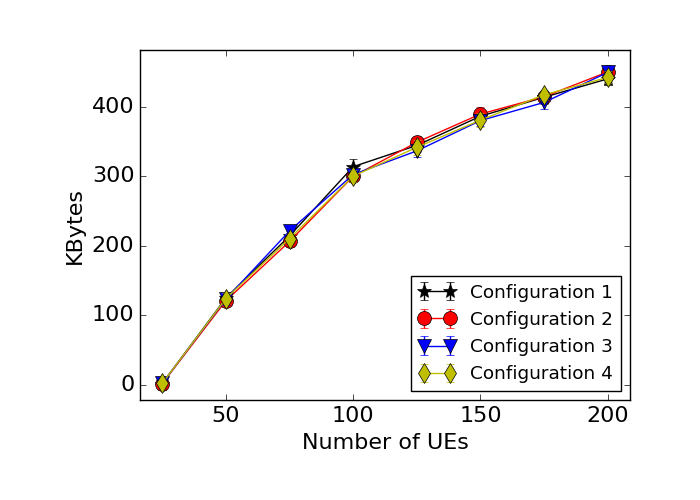 400
300
200
100
0
KBytes
50
100
150
200
Number of UEs
Configuration 1
Configuration 2
Configuration 3
Configuration 4